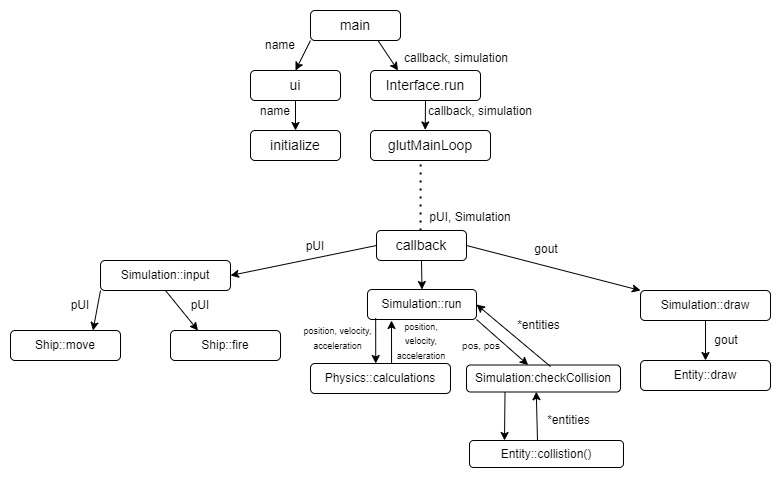 main
name
callback, simulation
ui
Interface.run
name
callback, simulation
initialize
glutMainLoop
pUI, Simulation
callback
pUI
gout
Simulation::input
Simulation::run
Simulation::draw
pUI
pUI
position, velocity,
acceleration
position,
velocity,
acceleration
*entities
pos, pos
gout
Ship::move
Ship::fire
Physics::calculations
Simulation:checkCollision
Entity::draw
*entities
Entity::collistion()